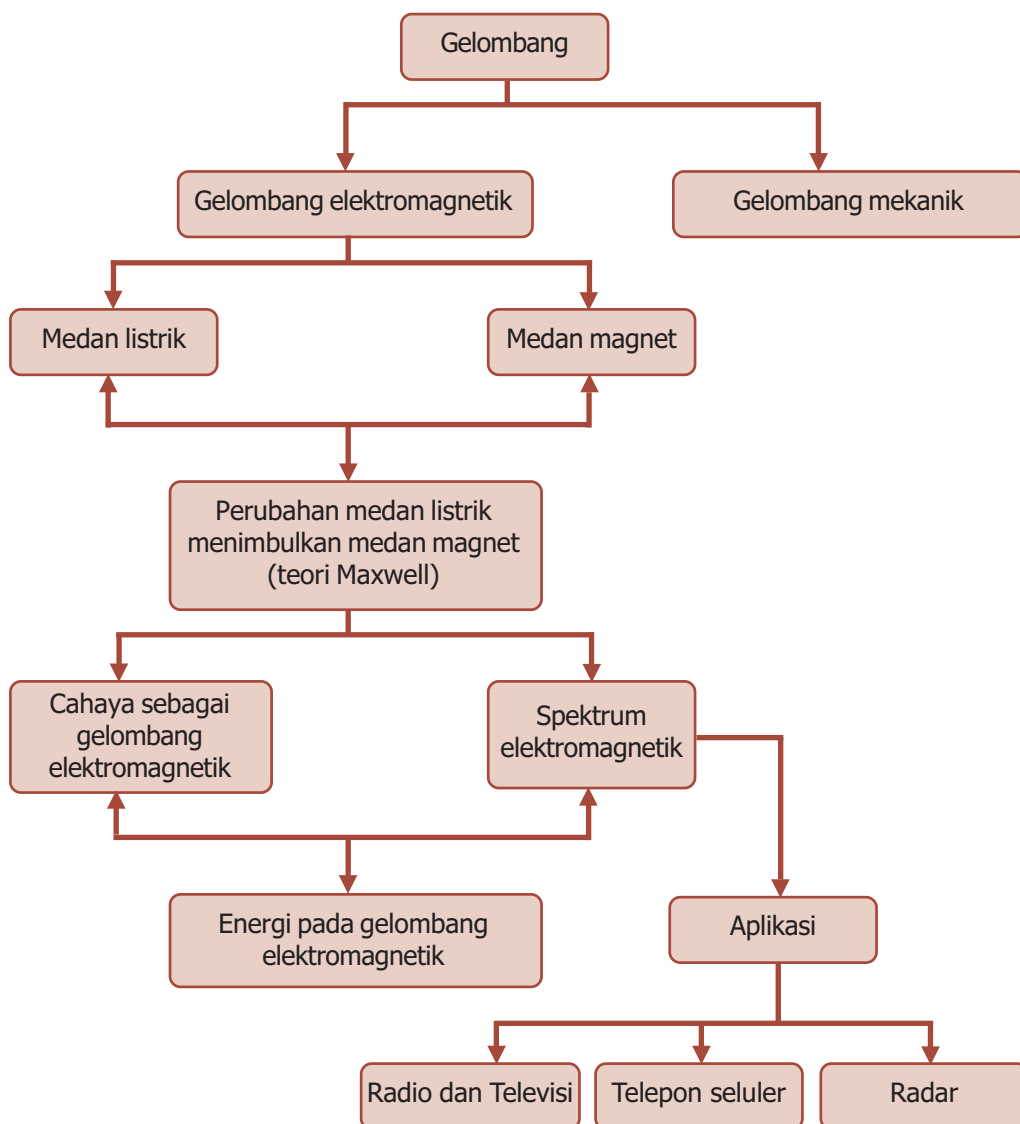 Gelombang
Gelombang elektromagnetik
Gelombang mekanik
Medan listrik
Medan magnet
Perubahan medan listrik
menimbulkan medan magnet
(teori Maxwell)
Cahaya sebagai
gelombang
elektromagnetik
Spektrum
elektromagnetik
Energi pada gelombang
elektromagnetik
Aplikasi
Radio dan Televisi
Telepon seluler
Radar